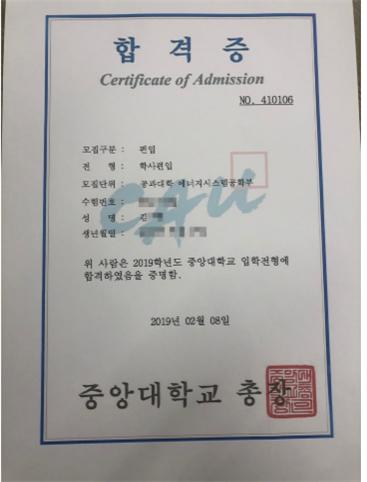 합격증
Certificate of Admission
NO. 410106
모집구분 : 편입
전 형 : 학사편입
모집단위 : 공과대학 에너지시스템공학부
수험번호 :
성 명 : 김
생년월일 :
CAU
위 사람은 2019학년도 중앙대학교 입학전형에
합격하였음을 증명함.
2019년 02월 08일
중앙대학교 총장